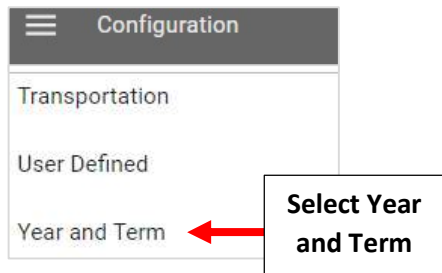 Configuration
Transportation
User Defined
Year and Term
Select Year
and Term